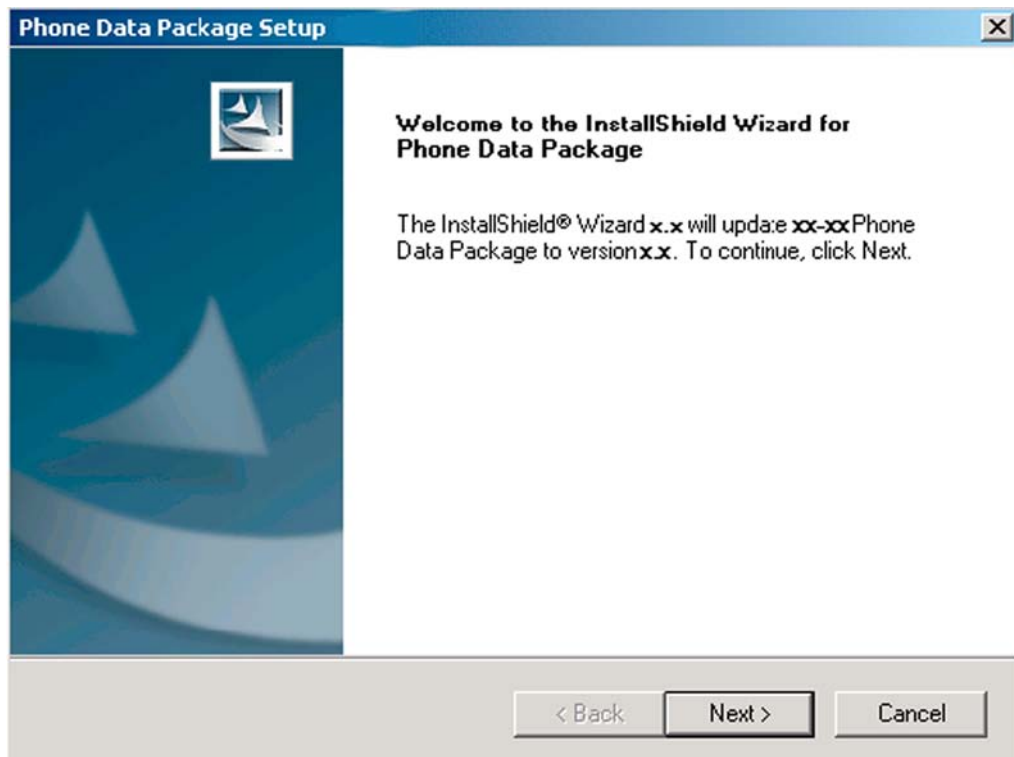 Phone Data Package Setup
Welcome to the InstallShield Wizard for
Phone Data Package
The InstallShield® Wizard x.x will update xx-xx Phone
Data Package to version x.x. To continue, click Next.
< Back
Next >
Cancel